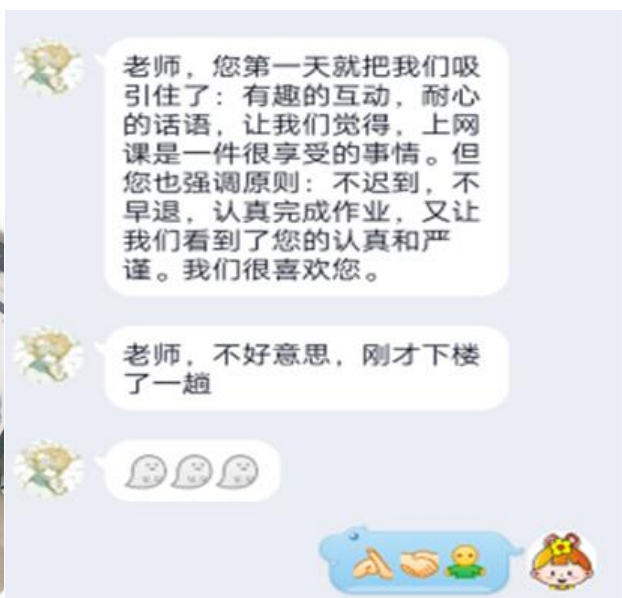 老师，您第一天就把我们吸
引住了：有趣的互动，耐心
的话语，让我们觉得，上网
课是一件很享受的事情。但
您也强调原则：不迟到，不
早退，认真完成作业，又让
我们看到了您的认真和严
谨。我们很喜欢您。
老师，不好意思，刚才下楼
了一趟